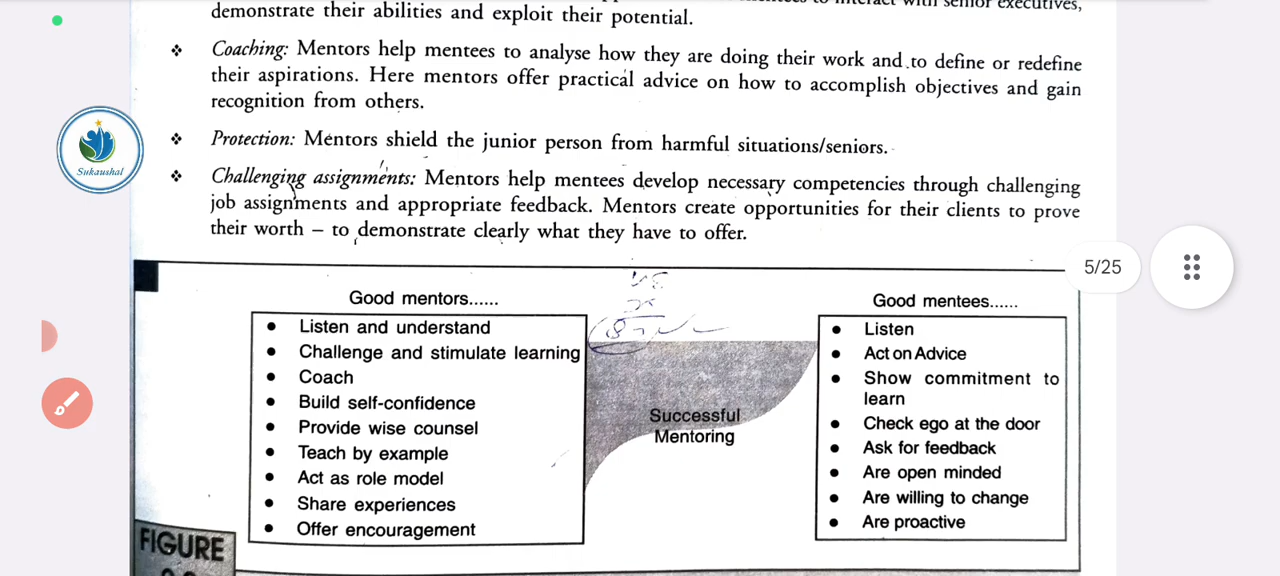 demonstrate their abilities and exploit their potential.
❖ Coaching: Mentors help mentees to analyse how they are doing their work and to define or redefine
their aspirations. Here mentors offer practical advice on how to accomplish objectives and gain
recognition from others.
❖ Protection: Mentors shield the junior person from harmful situations/seniors.
❖ Challenging assignments: Mentors help mentees develop necessary competencies through challenging
job assignments and appropriate feedback. Mentors create opportunities for their clients to prove
their worth – to demonstrate clearly what they have to offer.
Sukaushal
5/25
Good mentors......
• Listen and understand
• Challenge and stimulate learning
• Coach
• Build self-confidence
• Provide wise counsel
• Teach by example
• Act as role model
• Share experiences
• Offer encouragement
Successful
Mentoring
Good mentees......
• Listen
• Act on Advice
• Show commitment to
learn
• Check ego at the door
• Ask for feedback
• Are open minded
• Are willing to change
• Are proactive
FIGURE